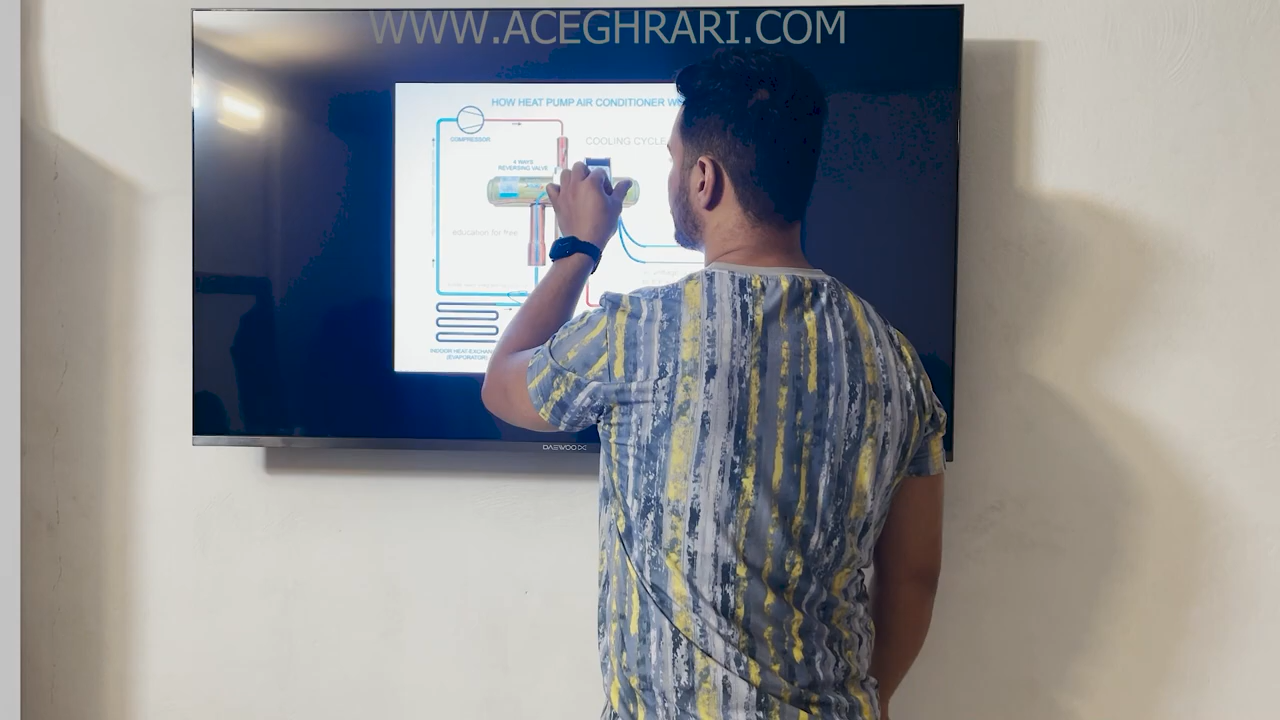 WWW.ACEGHRARI.COM
HOW HEAT PUMP AIR CONDITIONER
COMPRESSOR
COOLING CYCLE
4 WAYS
REVERSING VALVE
education for free
INDOOR HEAT EXCHAN
(EVAPORATOR)
DAEWOO